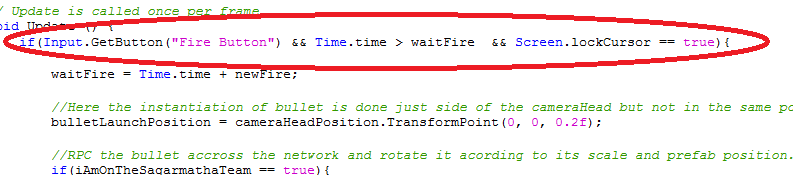 / Update is called once per frame
oid Update () {
if(Input.GetButton("Fire Button") && Time.time > waitFire && Screen.lockCursor == true){
waitFire = Time.time + newFire;
//Here the instantiation of bullet is done just side of the cameraHead but not in the same po
bulletLaunchPosition = cameraHeadPosition.TransformPoint(0, 0, 0.2f);
//RPC the bullet accross the network and rotate it acording to its scale and prefab position.
if(iAmOnTheSagarmathaTeam == true){